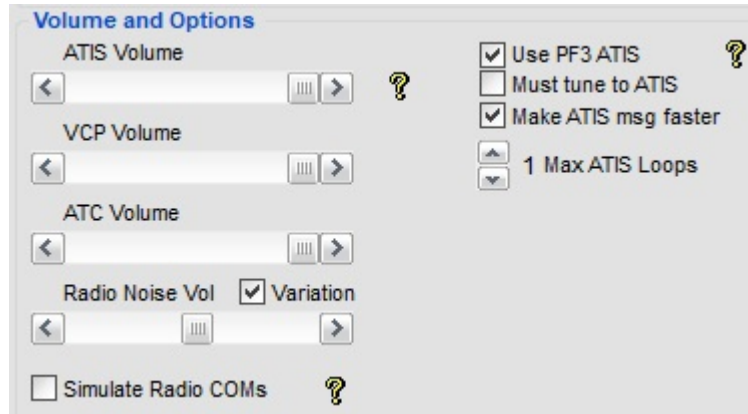 Volume and Options
ATIS Volume
VCP Volume
ATC Volume
Radio Noise Vol Variation
Simulate Radio COMs ?
? Use PF3 ATIS ?
Must tune to ATIS
Make ATIS msg faster
1 Max ATIS Loops